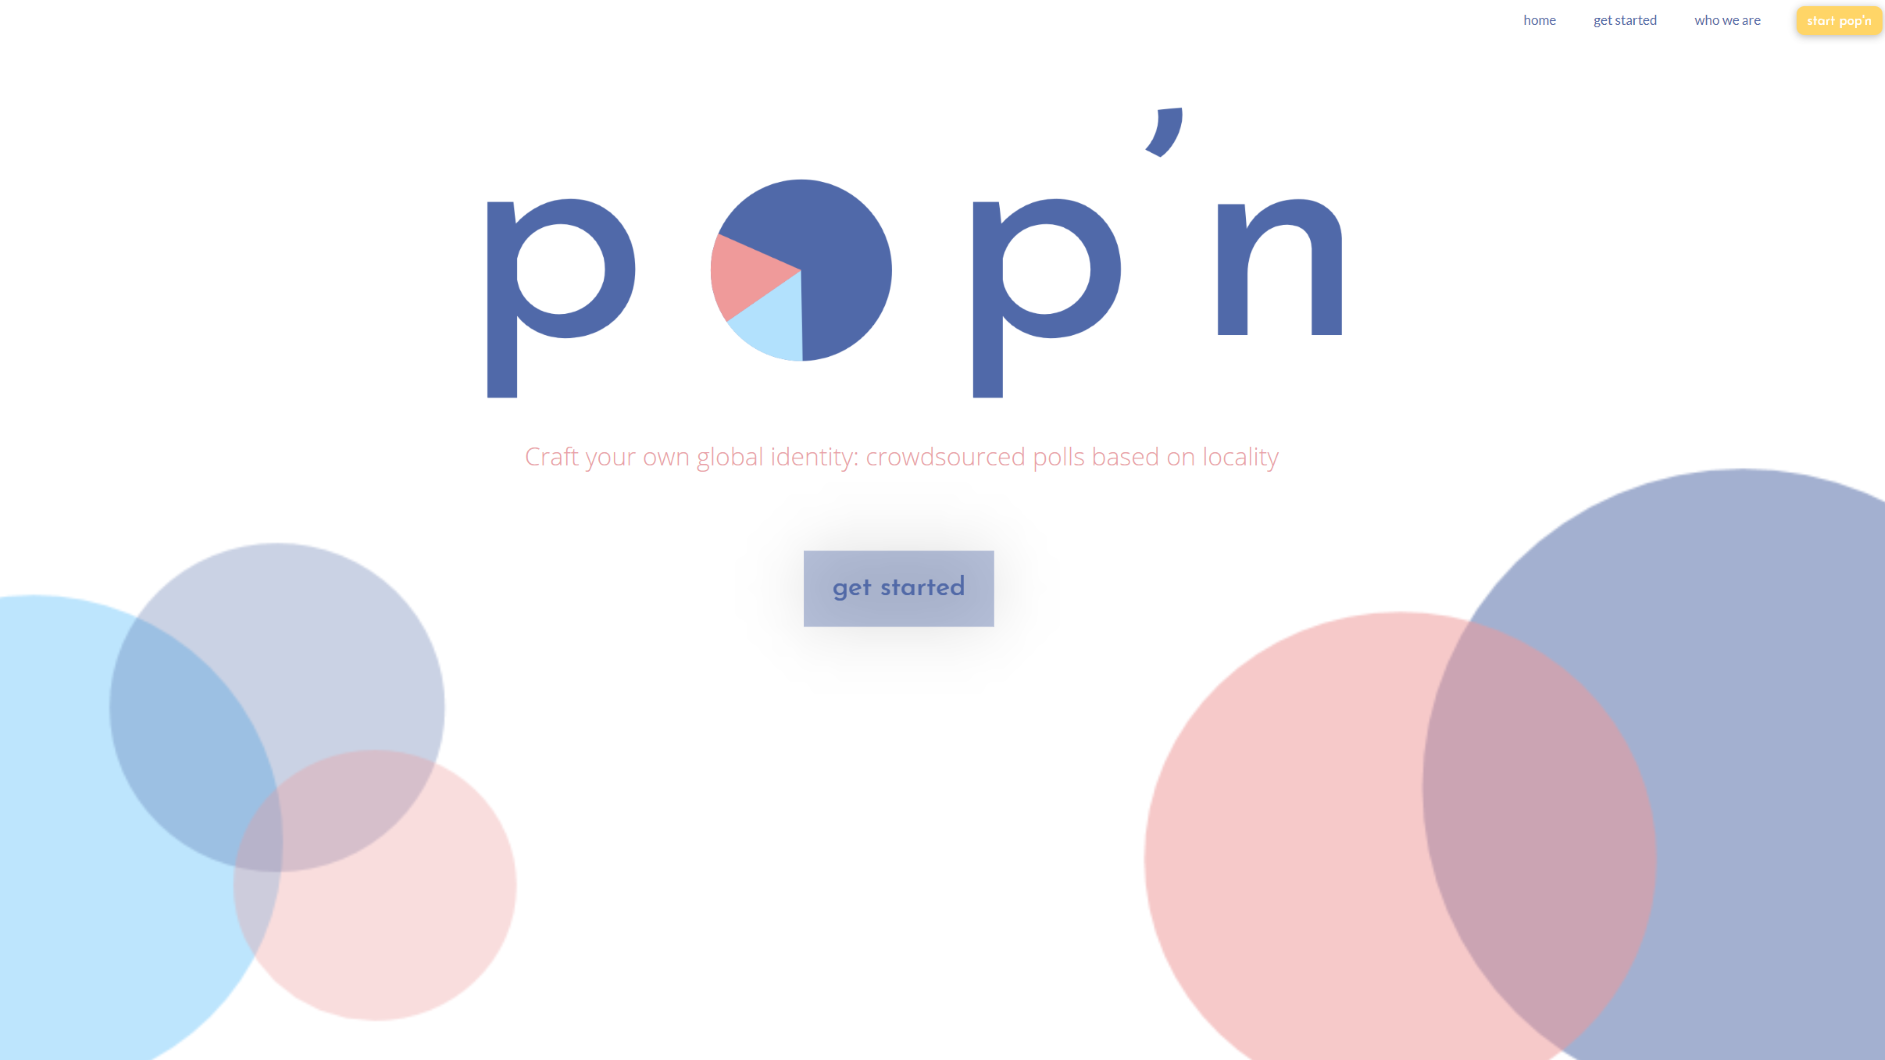 home get started who we are start pop'n
pop'n
Craft your own global identity: crowdsourced polls based on locality
get started